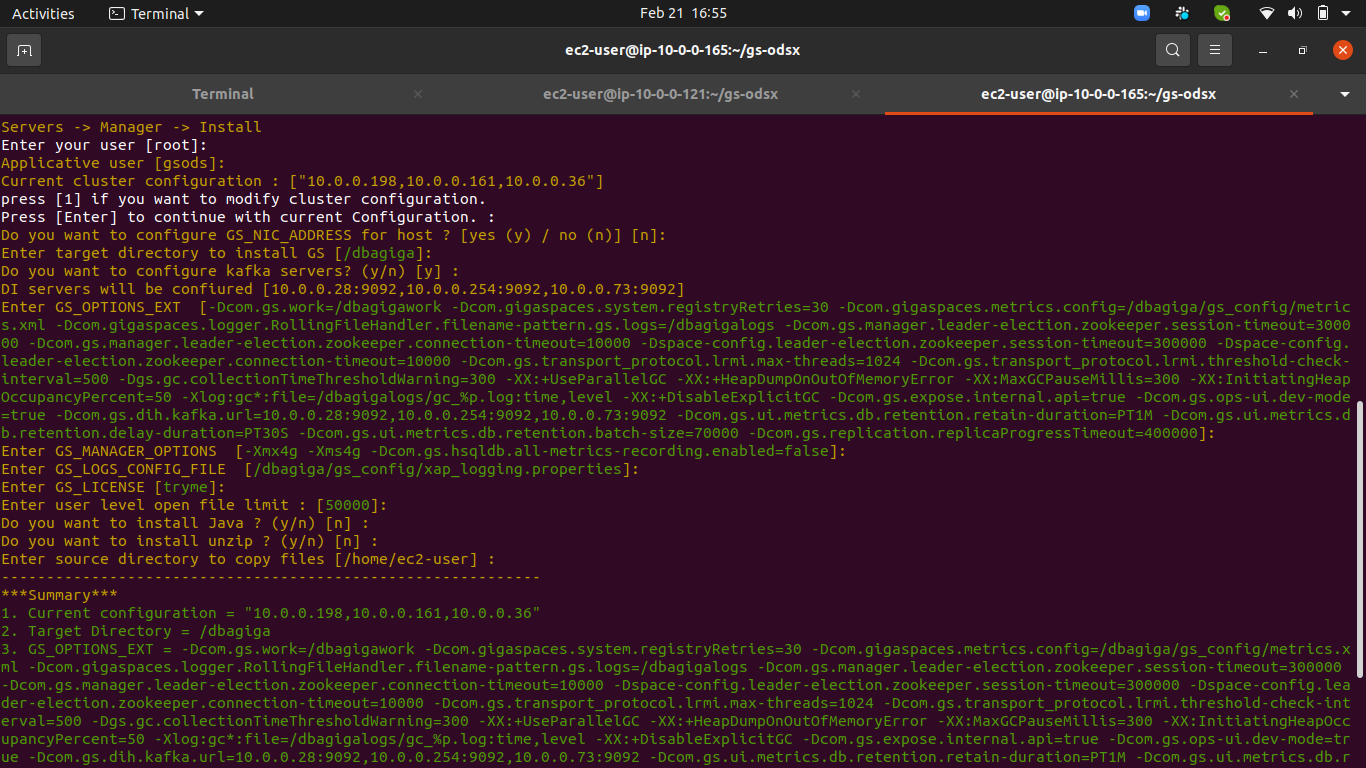 Activities Terminal Feb 21 16:55
ec2-user@ip-10-0-0-165:~/gs-odsx
Terminal ec2-user@ip-10-0-0-121:~/gs-odsx ec2-user@ip-10-0-0-165:~/gs-odsx
Servers -> Manager -> Install
Enter your user [root]:
Applicative user [gsods]:
Current cluster configuration : ["10.0.0.198,10.0.0.161,10.0.0.36"]
press [1] if you want to modify cluster configuration.
Press [Enter] to continue with current Configuration. :
Do you want to configure GS_NIC_ADDRESS for host ? [yes (y) / no (n)] [n]:
Enter target directory to install GS [/dbagiga]:
Do you want to configure kafka servers? (y/n) [y] :
DI servers will be confiured [10.0.0.28:9092,10.0.0.254:9092,10.0.0.73:9092]
Enter GS_OPTIONS_EXT  [-Dcom.gs.work=/dbagigawork -Dcom.gigaspaces.system.registryRetries=30 -Dcom.gigaspaces.metrics.config=/dbagiga/gs_config/metric
s.xml -Dcom.gigaspaces.logger.RollingFileHandler.filename-pattern.gs.logs=/dbagigalogs -Dcom.gs.manager.leader-election.zookeeper.session-timeout=3000
00 -Dcom.gs.manager.leader-election.zookeeper.connection-timeout=10000 -Dspace-config.leader-election.zookeeper.session-timeout=300000 -Dspace-config.
leader-election.zookeeper.connection-timeout=10000 -Dcom.gs.transport_protocol.lrmi.max-threads=1024 -Dcom.gs.transport_protocol.lrmi.threshold-check-
interval=500 -Dgs.gc.collectionTimeThresholdWarning=300 -XX:+UseParallelGC -XX:+HeapDumpOnOutOfMemoryError -XX:MaxGCPauseMillis=300 -XX:InitiatingHeap
OccupancyPercent=50 -Xlog:gc*:file=/dbagigalogs/gc_%p.log:time,level -XX:+DisableExplicitGC -Dcom.gs.expose.internal.api=true -Dcom.gs.ops-ui.dev-mode
=true -Dcom.gs.dih.kafka.url=10.0.0.28:9092,10.0.0.254:9092,10.0.0.73:9092 -Dcom.gs.ui.metrics.db.retention.retain-duration=PT1M -Dcom.gs.ui.metrics.d
b.retention.delay-duration=PT30S -Dcom.gs.ui.metrics.db.retention.batch-size=70000 -Dcom.gs.replication.replicaProgressTimeout=400000]:
Enter GS_MANAGER_OPTIONS  [-Xmx4g -Xms4g -Dcom.gs.hsqldb.all-metrics-recording.enabled=false]:
Enter GS_LOGS_CONFIG_FILE  [/dbagiga/gs_config/xap_logging.properties]:
Enter GS_LICENSE [tryme]:
Enter user level open file limit : [50000]:
Do you want to install Java ? (y/n) [n] :
Do you want to install unzip ? (y/n) [n] :
Enter source directory to copy files [/home/ec2-user] :
------------------------------------------------------------
***Summary***
1. Current configuration = "10.0.0.198,10.0.0.161,10.0.0.36"
2. Target Directory = /dbagiga
3. GS_OPTIONS_EXT = -Dcom.gs.work=/dbagigawork -Dcom.gigaspaces.system.registryRetries=30 -Dcom.gigaspaces.metrics.config=/dbagiga/gs_config/metrics.x
ml -Dcom.gigaspaces.logger.RollingFileHandler.filename-pattern.gs.logs=/dbagigalogs -Dcom.gs.manager.leader-election.zookeeper.session-timeout=300000
-Dcom.gs.manager.leader-election.zookeeper.connection-timeout=10000 -Dspace-config.leader-election.zookeeper.session-timeout=300000 -Dspace-config.lea
der-election.zookeeper.connection-timeout=10000 -Dcom.gs.transport_protocol.lrmi.max-threads=1024 -Dcom.gs.transport_protocol.lrmi.threshold-check-int
erval=500 -Dgs.gc.collectionTimeThresholdWarning=300 -XX:+UseParallelGC -XX:+HeapDumpOnOutOfMemoryError -XX:MaxGCPauseMillis=300 -XX:InitiatingHeapOcc
upancyPercent=50 -Xlog:gc*:file=/dbagigalogs/gc_%p.log:time,level -XX:+DisableExplicitGC -Dcom.gs.expose.internal.api=true -Dcom.gs.ops-ui.dev-mode=tr
ue -Dcom.gs.dih.kafka.url=10.0.0.28:9092,10.0.0.254:9092,10.0.0.73:9092 -Dcom.gs.ui.metrics.db.retention.retain-duration=PT1M -Dcom.gs.ui.metrics.db.r